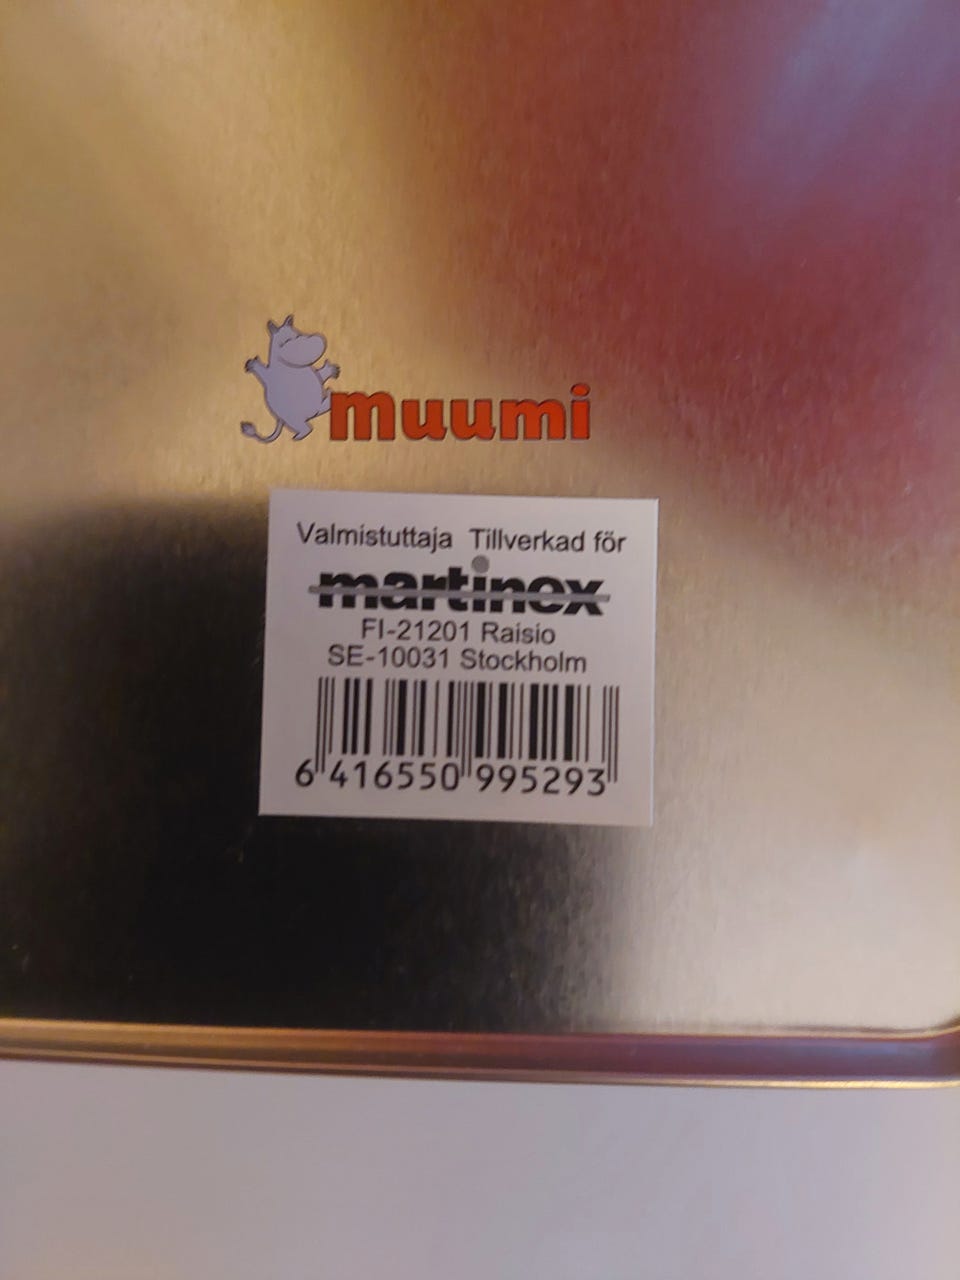 muumi
Valmistuttaja Tillverkad för
martinex
FI-21201 Raisio
SE-10031 Stockholm
6 416550 995293